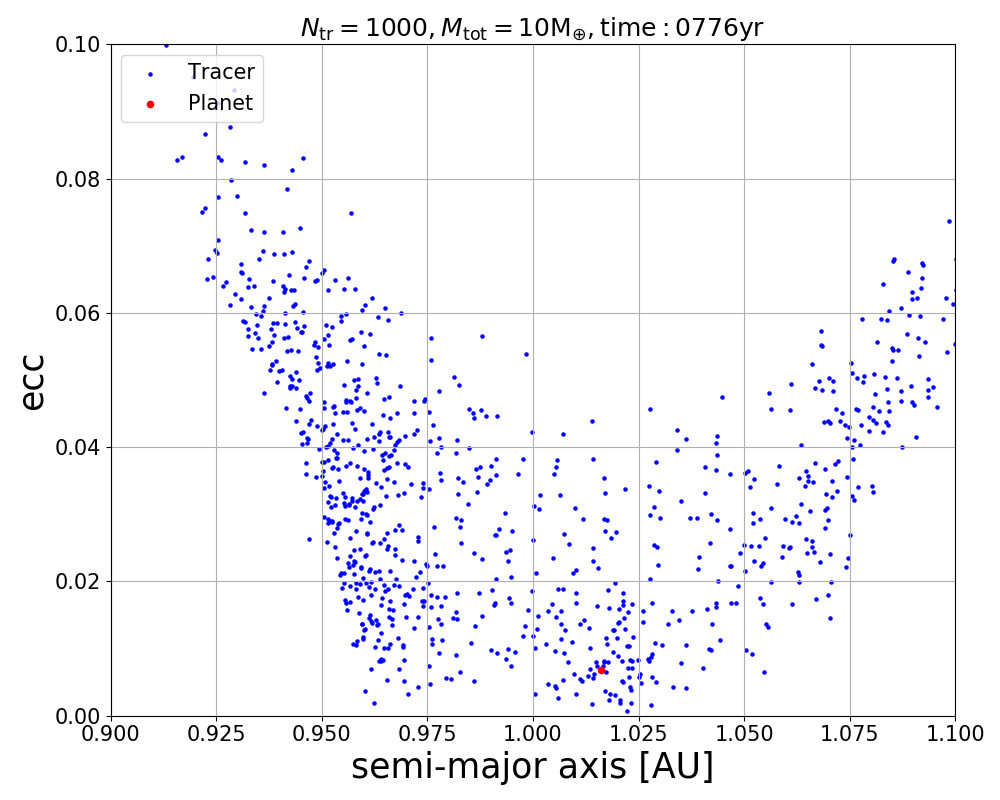 N_tr = 1000, M_tot = 10M⊕, time : 0776yr
Tracer
Planet
0.10
0.08
0.06
0.04
0.02
0.00
ecc
0.900 0.925 0.950 0.975 1.000 1.025 1.050 1.075 1.100
semi-major axis [AU]